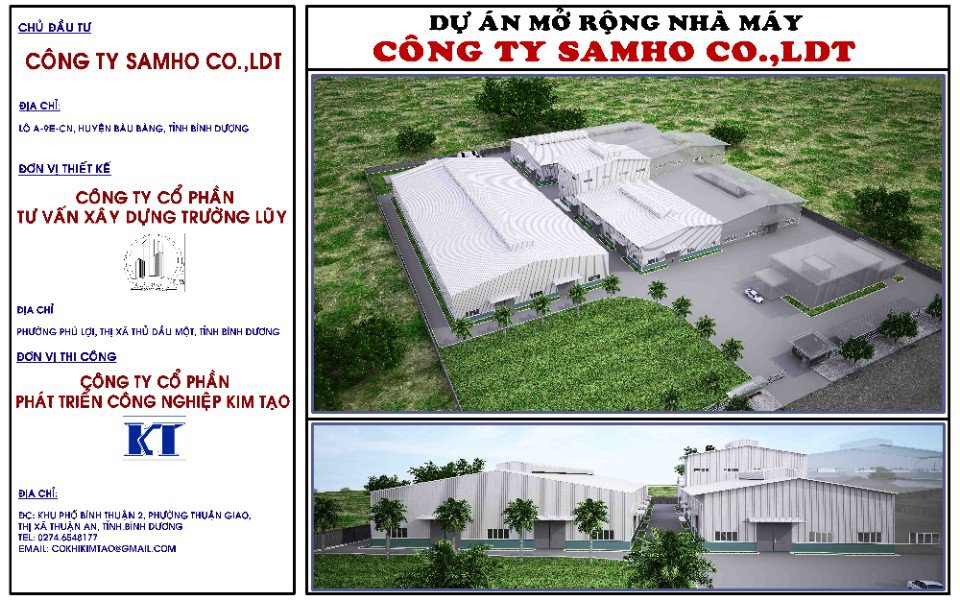 CHỦ ĐẦU TƯ
CÔNG TY SAMHO CO.,LDT
ĐỊA CHỈ:
LÔ A-9E-CN, HUYỆN BÀU BÀNG, TỈNH BÌNH DƯƠNG
ĐƠN VỊ THIẾT KẾ
CÔNG TY CỔ PHẦN
TƯ VẤN XÂY DỰNG TRƯỜNG LŨY
ĐỊA CHỈ
PHƯỜNG PHÚ LỢI, THỊ XÃ THỦ DẦU MỘT, TỈNH BÌNH DƯƠNG
ĐƠN VỊ THI CÔNG
CÔNG TY CỔ PHẦN
PHÁT TRIỂN CÔNG NGHIỆP KIM TẠO
KT
ĐỊA CHỈ:
ĐC: KHU PHỐ BÌNH THUẬN 2, PHƯỜNG THUẬN GIAO,
THỊ XÃ THUẬN AN, TỈNH.BÌNH DƯƠNG
TEL: 0274.6548177
EMAIL: COKHIKIMTAO@GMAIL.COM
DỰ ÁN MỞ RỘNG NHÀ MÁY
CÔNG TY SAMHO CO.,LDT